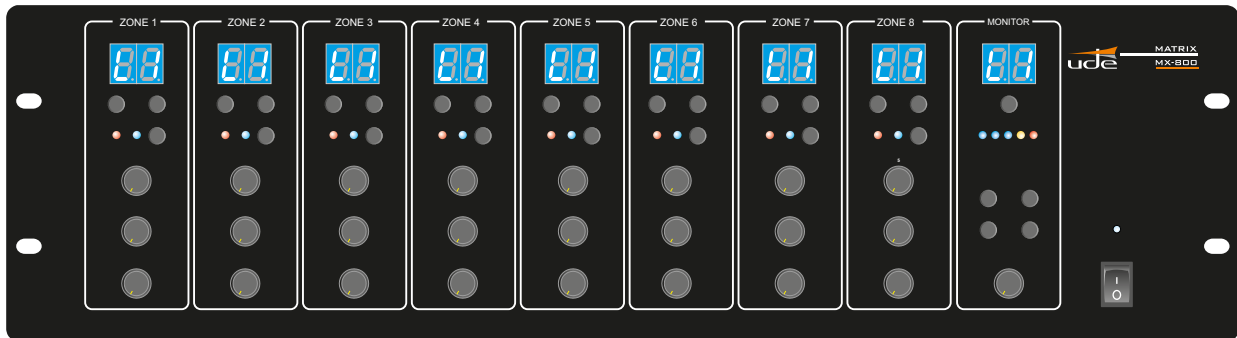 ZONE 1
ZONE 2
ZONE 3
ZONE 4
ZONE 5
ZONE 6
ZONE 7
ZONE 8
MONITOR
ude
MATRIX
MX-800
s
I
O